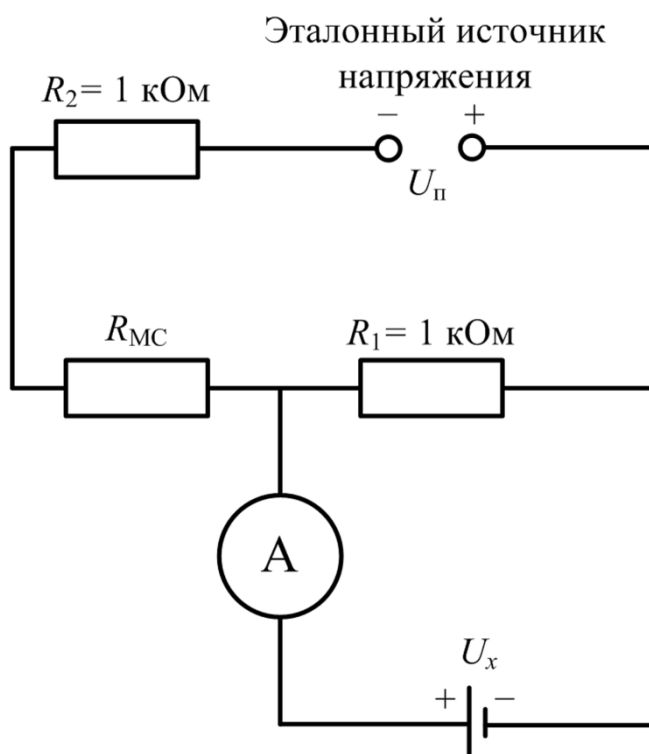 Эталонный источник
напряжения
R₂ = 1 кОм
− +
Uп
RМС
R₁ = 1 кОм
А
Uₓ
+ −